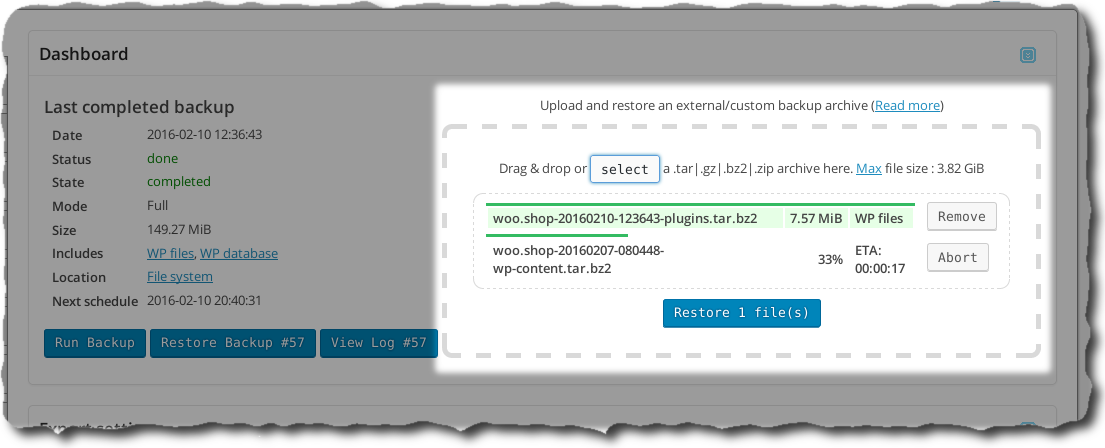 Dashboard
Last completed backup
Date 2016-02-10 12:36:43
Status done
State completed
Mode Full
Size 149.27 MiB
Includes WP files, WP database
Location File system
Next schedule 2016-02-10 20:40:31
Run Backup Restore Backup #57 View Log #57
Upload and restore an external/custom backup archive (Read more)
Drag & drop or select a .tar|.gz|.bz2|.zip archive here. Max file size : 3.82 GiB
woo.shop-20160210-123643-plugins.tar.bz2 7.57 MiB WP files Remove
woo.shop-20160207-080448-
wp-content.tar.bz2 33% ETA:
00:00:17 Abort
Restore 1 file(s)